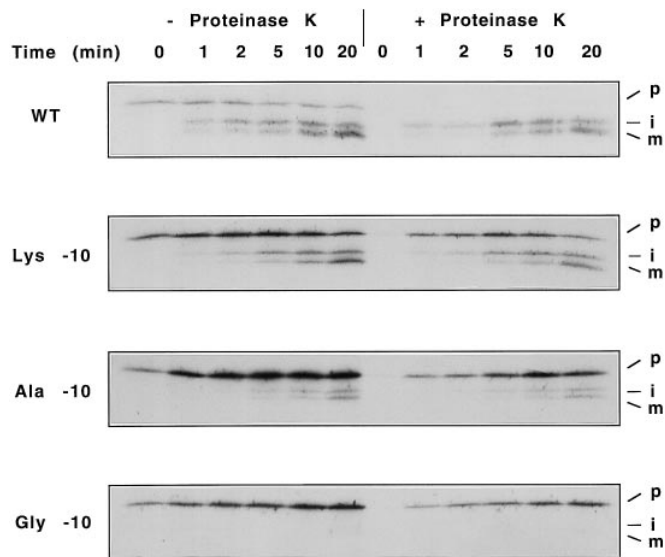 - Proteinase K + Proteinase K
Time (min) 0 1 2 5 10 20 0 1 2 5 10 20
WT p i m
Lys -10 p i m
Ala -10 p i m
Gly -10 p i m